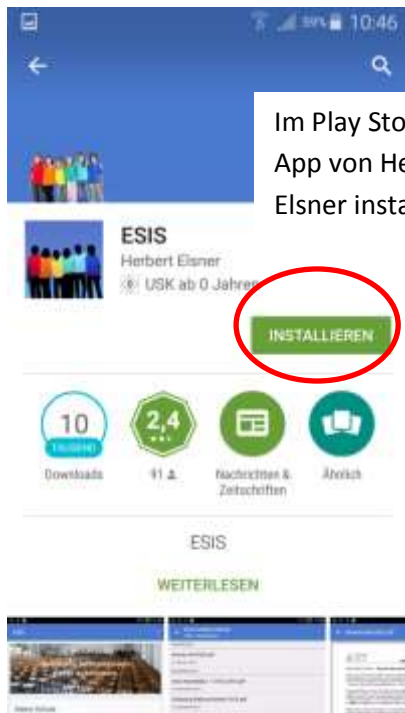 59% 10:46
Im Play Sto
App von He
Elsner insta
ESIS
Herbert Elsner
USK ab 0 Jahren
INSTALLIEREN
10
TAUSEND
Downloads
2,4
91
Nachrichten &
Zeitschriften
Ähnlich
ESIS
WEITERLESEN